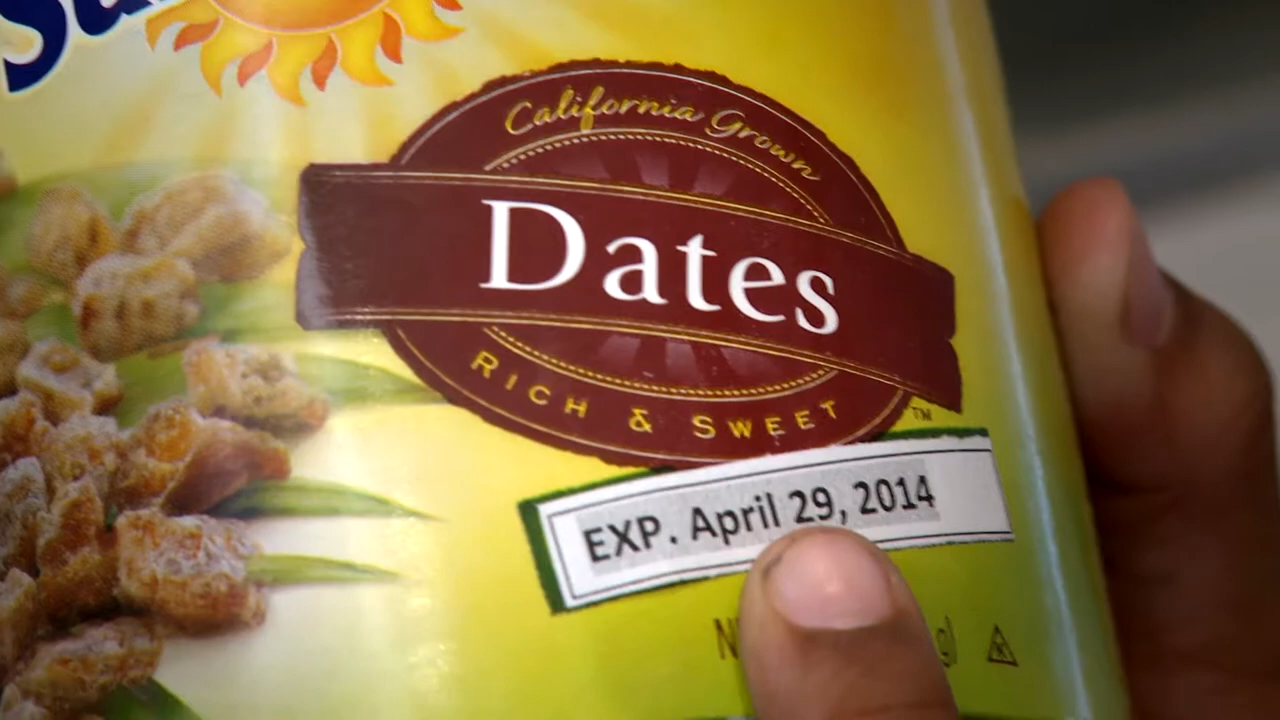 California Grown
Dates
RICH & SWEET
TM
EXP. April 29, 2014